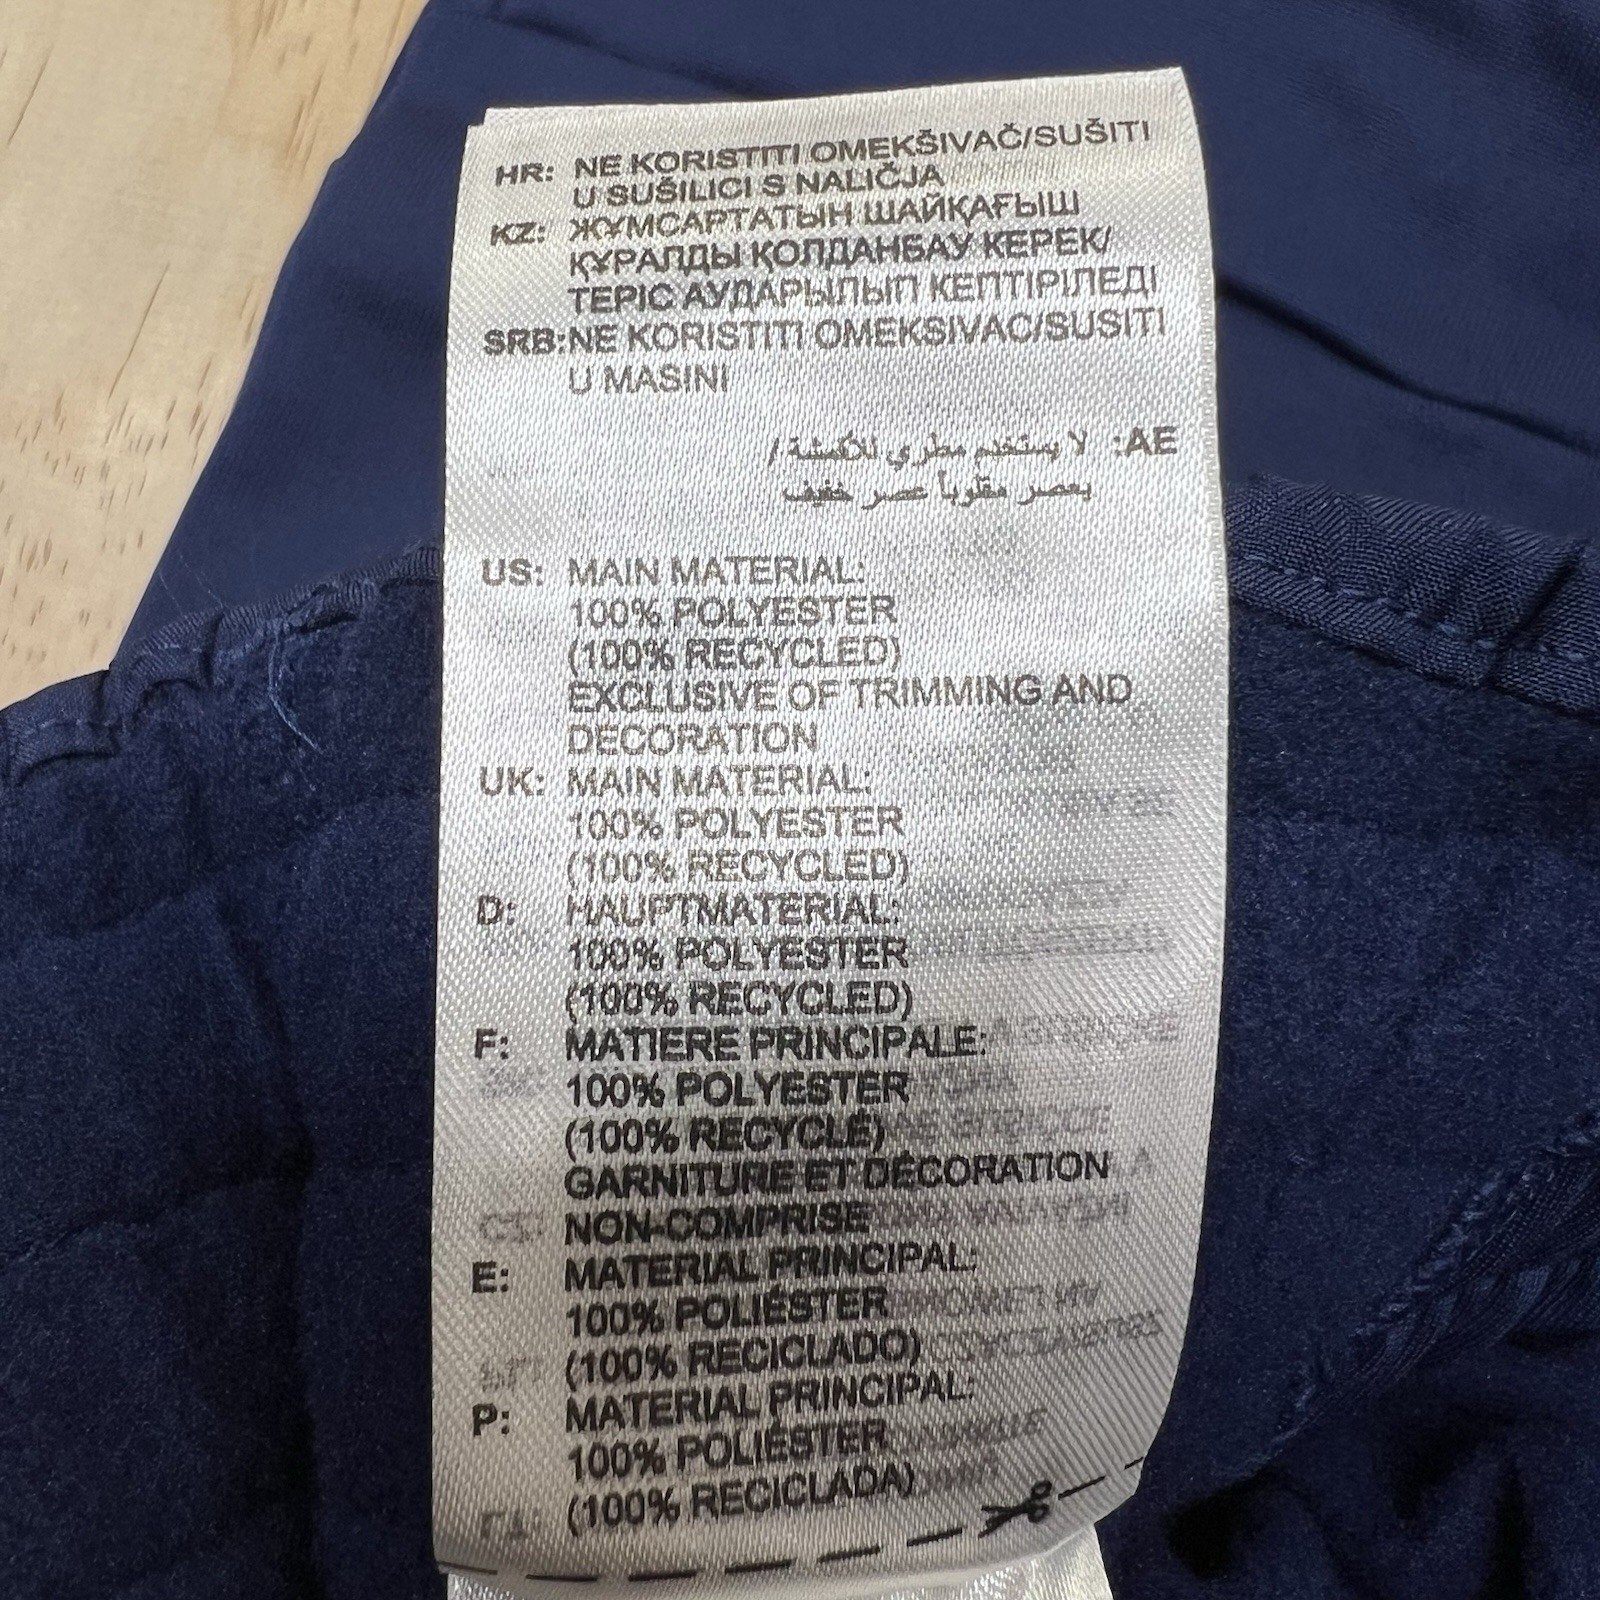 HR: NE KORISTITI OMEKŠIVAČ/SUŠITI
U SUŠILICI S NALIČJA
KZ: ЖҰМСАРТАТЫН ШАЙҚАҒЫШ
ҚҰРАЛДЫ ҚОЛДАНБАУ КЕРЕК/
ТЕРІС АУДАРЫЛЫП КЕПТІРІЛЕДІ
SRB: NE KORISTITI OMEKSIVAC/SUSITI
U MASINI
AE: لا يستخدم مطري للأقمشة /
يعصر مقلوباً عصر خفيف
US: MAIN MATERIAL:
100% POLYESTER
(100% RECYCLED)
EXCLUSIVE OF TRIMMING AND
DECORATION
UK: MAIN MATERIAL:
100% POLYESTER
(100% RECYCLED)
D: HAUPTMATERIAL:
100% POLYESTER
(100% RECYCLED)
F: MATIERE PRINCIPALE:
100% POLYESTER
(100% RECYCLÉ)
GARNITURE ET DÉCORATION
NON-COMPRISE
E: MATERIAL PRINCIPAL:
100% POLIÉSTER
(100% RECICLADO)
P: MATERIAL PRINCIPAL:
100% POLIÉSTER
(100% RECICLADA)